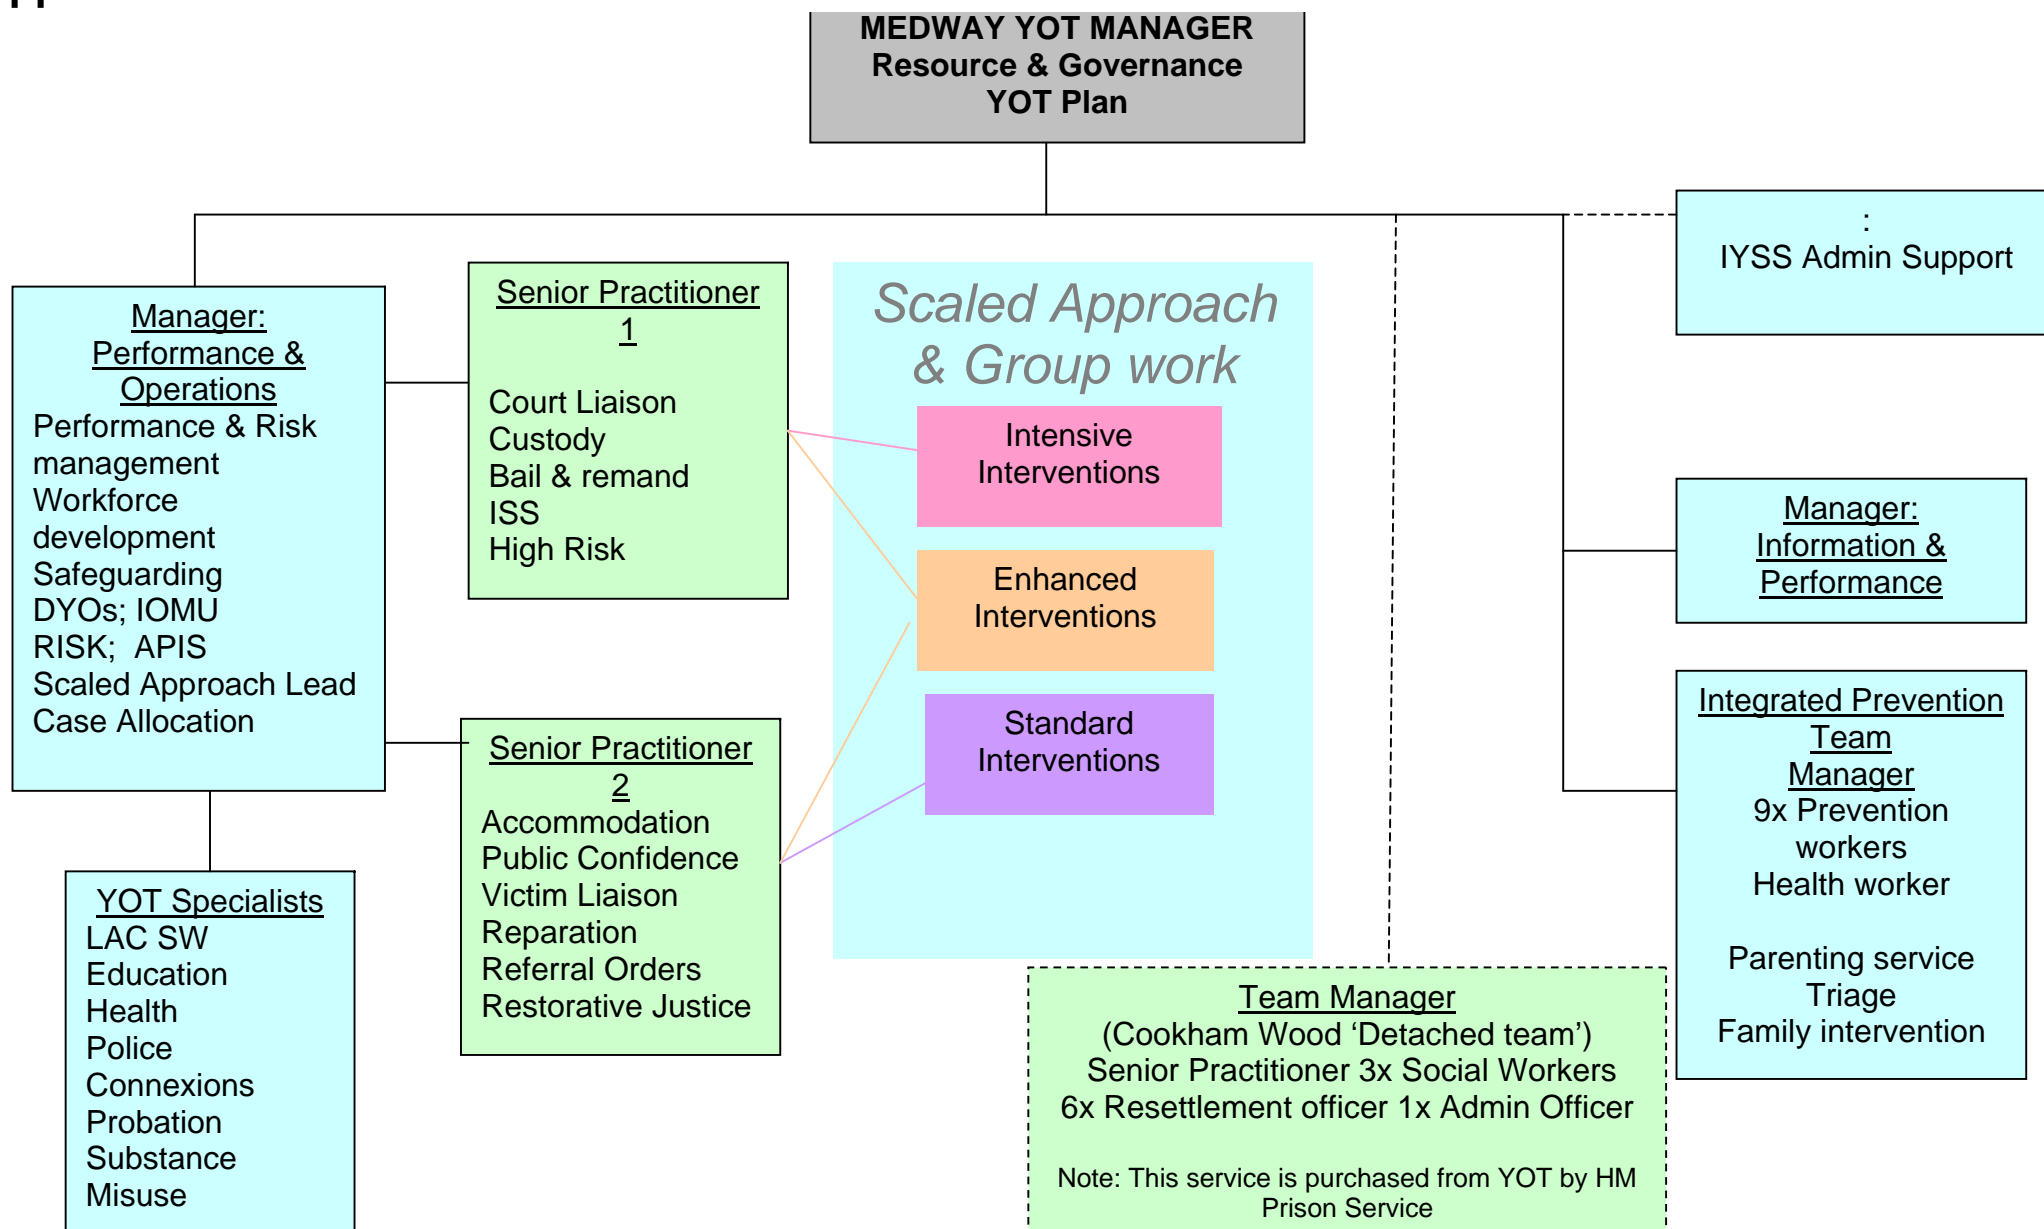 MEDWAY YOT MANAGER
Resource & Governance
YOT Plan
:
IYSS Admin Support
Manager:
Performance &
Operations
Performance & Risk
management
Workforce
development
Safeguarding
DYOs; IOMU
RISK; APIS
Scaled Approach Lead
Case Allocation
Senior Practitioner
1
Court Liaison
Custody
Bail & remand
ISS
High Risk
Scaled Approach
& Group work
Intensive
Interventions
Enhanced
Interventions
Standard
Interventions
Manager:
Information &
Performance
Senior Practitioner
2
Accommodation
Public Confidence
Victim Liaison
Reparation
Referral Orders
Restorative Justice
Integrated Prevention
Team
Manager
9x Prevention
workers
Health worker
Parenting service
Triage
Family intervention
YOT Specialists
LAC SW
Education
Health
Police
Connexions
Probation
Substance
Misuse
Team Manager
(Cookham Wood ‘Detached team’)
Senior Practitioner 3x Social Workers
6x Resettlement officer 1x Admin Officer
Note: This service is purchased from YOT by HM
Prison Service